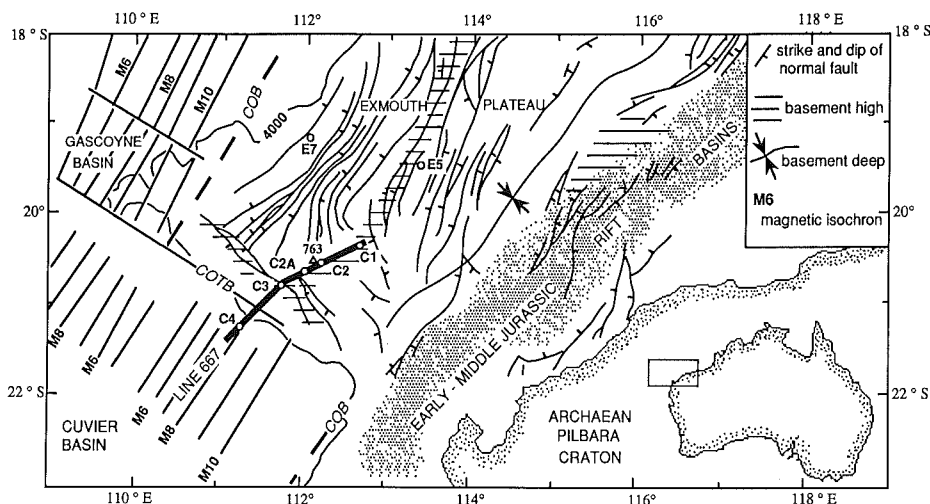 110° E
112° E
114° E
116° E
118° E
18° S
18° S
M6
M8
M10
COB
4000
EXMOUTH
PLATEAU
E7
E5
GASCOYNE
BASIN
strike and dip of
normal fault
basement high
basement deep
M6
magnetic isochron
20°
20° S
763
C1
C2A
C2
C3
C4
COTB
LINE 667
EARLY-MIDDLE JURASSIC
RIFT
BASINS
M8
M6
M6
M8
M10
COB
22° S
22° S
CUVIER
BASIN
ARCHAEAN
PILBARA
CRATON
110° E
112° E
114° E
116° E
118° E